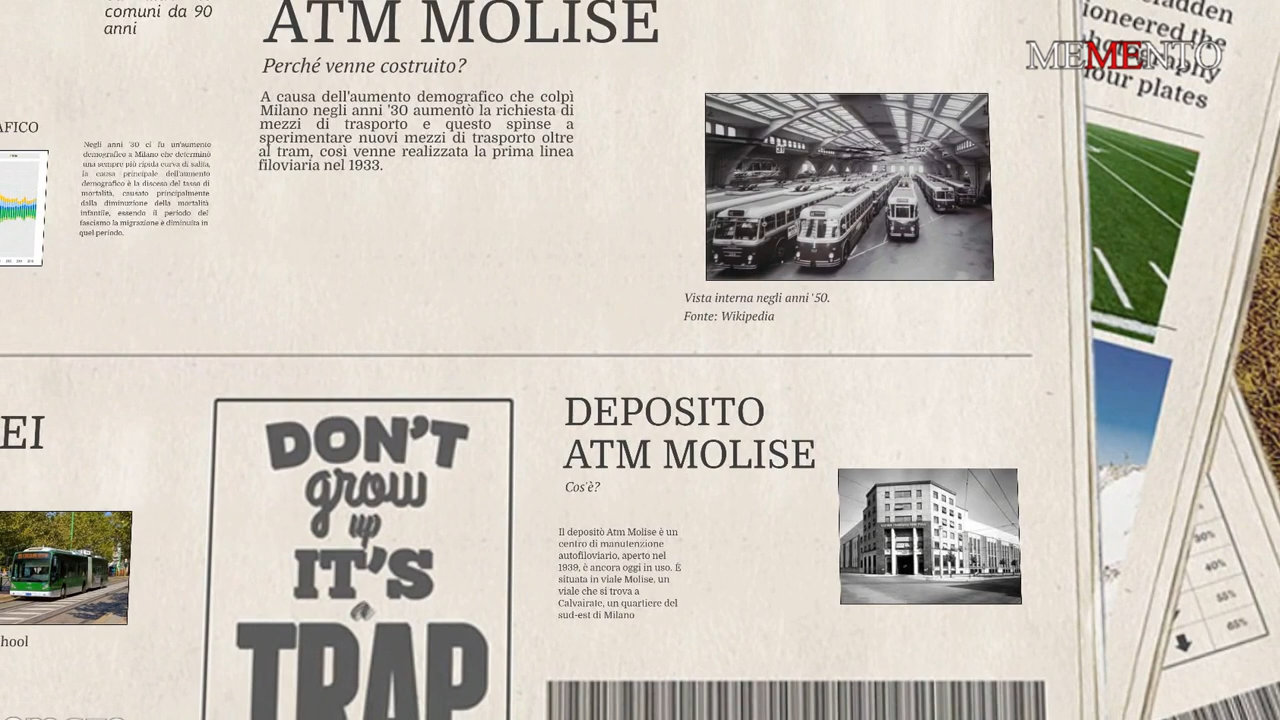 comuni da 90
anni
ATM MOLISE
Perché venne costruito?
A causa dell'aumento demografico che colpì
Milano negli anni '30 aumentò la richiesta di
mezzi di trasporto e questo spinse a
sperimentare nuovi mezzi di trasporto oltre
al tram, così venne realizzata la prima linea
filoviaria nel 1933.
AFICO
Negli anni '30 ci fu un'aumento
demografico a Milano che determinò
una sempre più ripida curva di salita,
la causa principale dell'aumento
demografico è la discesa del tasso di
mortalità, causato principalmente
dalla diminuzione della mortalità
infantile, essendo il periodo del
fascismo la migrazione è diminuita in
quel periodo.
Vista interna negli anni '50.
Fonte: Wikipedia
MEMENTO
ladden
ioneered the
photography
our plates
EI
hool
DON'T
grow
up
IT'S
a
TRAP
DEPOSITO
ATM MOLISE
Cos'è?
Il deposito Atm Molise è un
centro di manutenzione
autofiloviario, aperto nel
1939, è ancora oggi in uso. È
situata in viale Molise, un
viale che si trova a
Calvairate, un quartiere del
sud-est di Milano
30%
40%
55%
65%